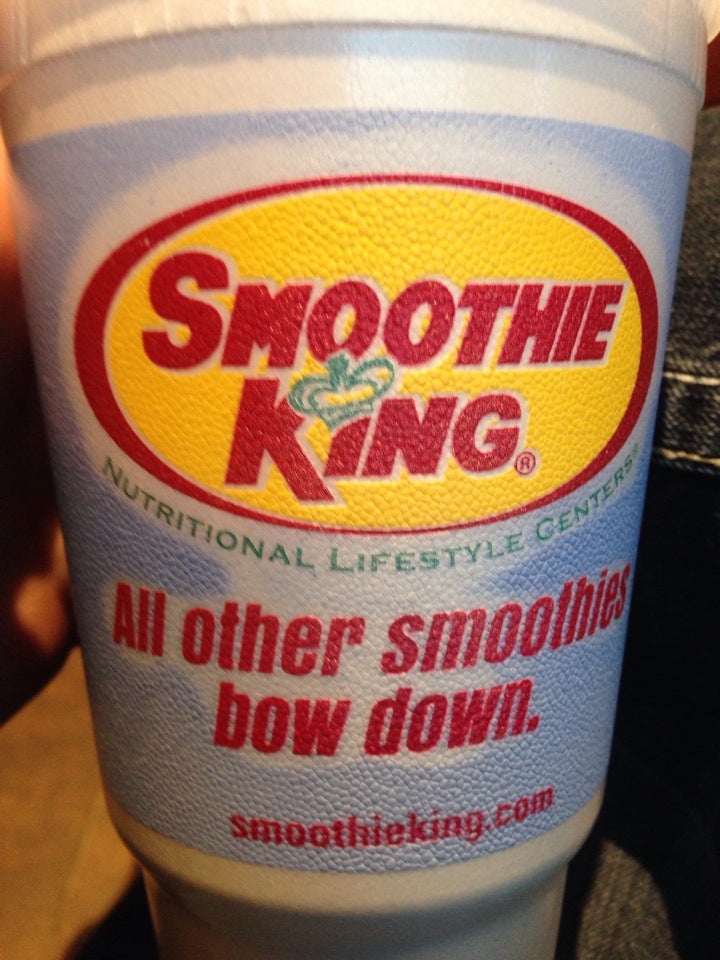 SMOOTHIE
KING®
NUTRITIONAL LIFESTYLE CENTERS®
All other smoothies
bow down.
smoothieking.com